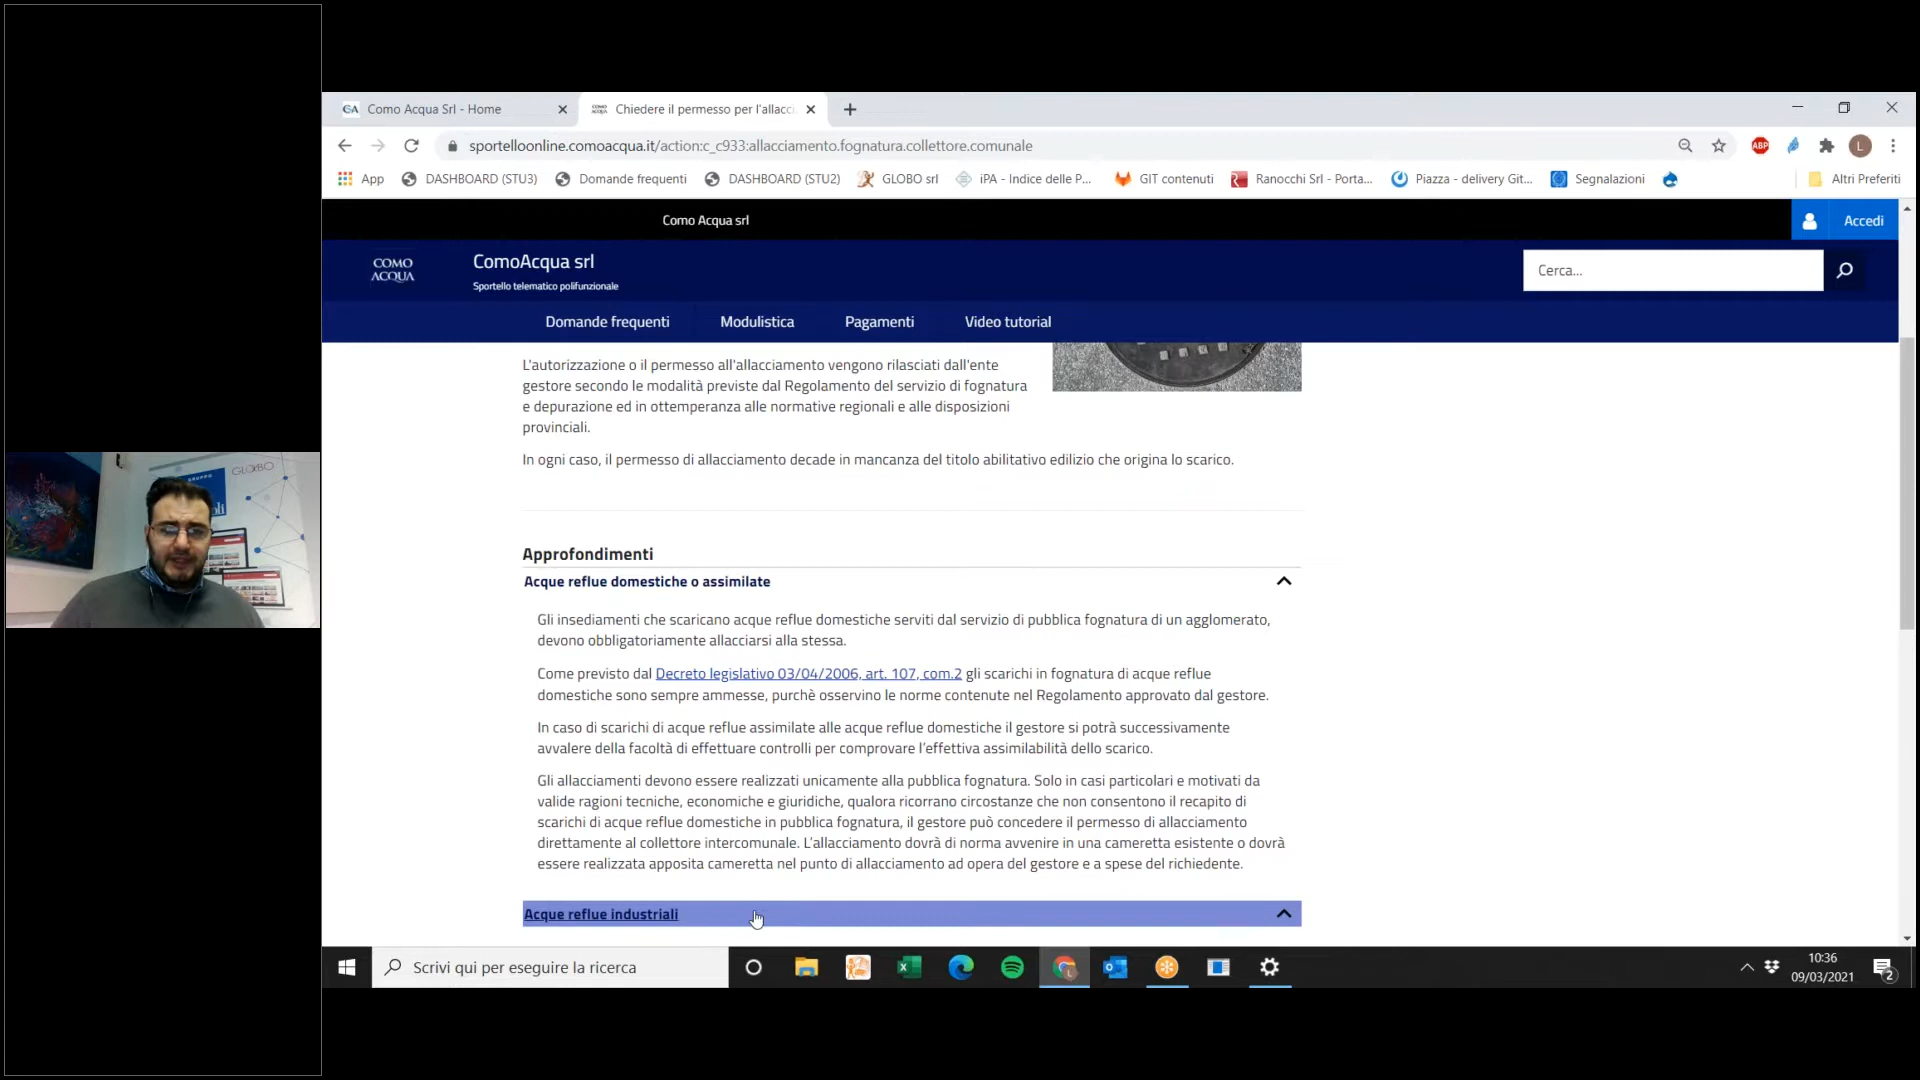 Como Acqua Srl - Home
Chiedere il permesso per l'allacci
sportelloonline.comoacqua.it/action:c_c933:allacciamento.fognatura.collettore.comunale
ABP
L
App
DASHBOARD (STU3)
Domande frequenti
DASHBOARD (STU2)
GLOBO srl
iPA - Indice delle P...
GIT contenuti
Ranocchi Srl - Porta...
Piazza - delivery Git...
Segnalazioni
Altri Preferiti
Como Acqua srl
Accedi
COMO
ACQUA
ComoAcqua srl
Sportello telematico polifunzionale
Cerca...
Domande frequenti
Modulistica
Pagamenti
Video tutorial
L'autorizzazione o il permesso all'allacciamento vengono rilasciati dall'ente
gestore secondo le modalità previste dal Regolamento del servizio di fognatura
e depurazione ed in ottemperanza alle normative regionali e alle disposizioni
provinciali.
In ogni caso, il permesso di allacciamento decade in mancanza del titolo abilitativo edilizio che origina lo scarico.
Approfondimenti
Acque reflue domestiche o assimilate
Gli insediamenti che scaricano acque reflue domestiche serviti dal servizio di pubblica fognatura di un agglomerato,
devono obbligatoriamente allacciarsi alla stessa.
Come previsto dal Decreto legislativo 03/04/2006, art. 107, com.2 gli scarichi in fognatura di acque reflue
domestiche sono sempre ammesse, purchè osservino le norme contenute nel Regolamento approvato dal gestore.
In caso di scarichi di acque reflue assimilate alle acque reflue domestiche il gestore si potrà successivamente
avvalere della facoltà di effettuare controlli per comprovare l'effettiva assimilabilità dello scarico.
Gli allacciamenti devono essere realizzati unicamente alla pubblica fognatura. Solo in casi particolari e motivati da
valide ragioni tecniche, economiche e giuridiche, qualora ricorrano circostanze che non consentono il recapito di
scarichi di acque reflue domestiche in pubblica fognatura, il gestore può concedere il permesso di allacciamento
direttamente al collettore intercomunale. L'allacciamento dovrà di norma avvenire in una cameretta esistente o dovrà
essere realizzata apposita cameretta nel punto di allacciamento ad opera del gestore e a spese del richiedente.
Acque reflue industriali
Scrivi qui per eseguire la ricerca
10:36
09/03/2021
2
GLOBO
GRUPPO